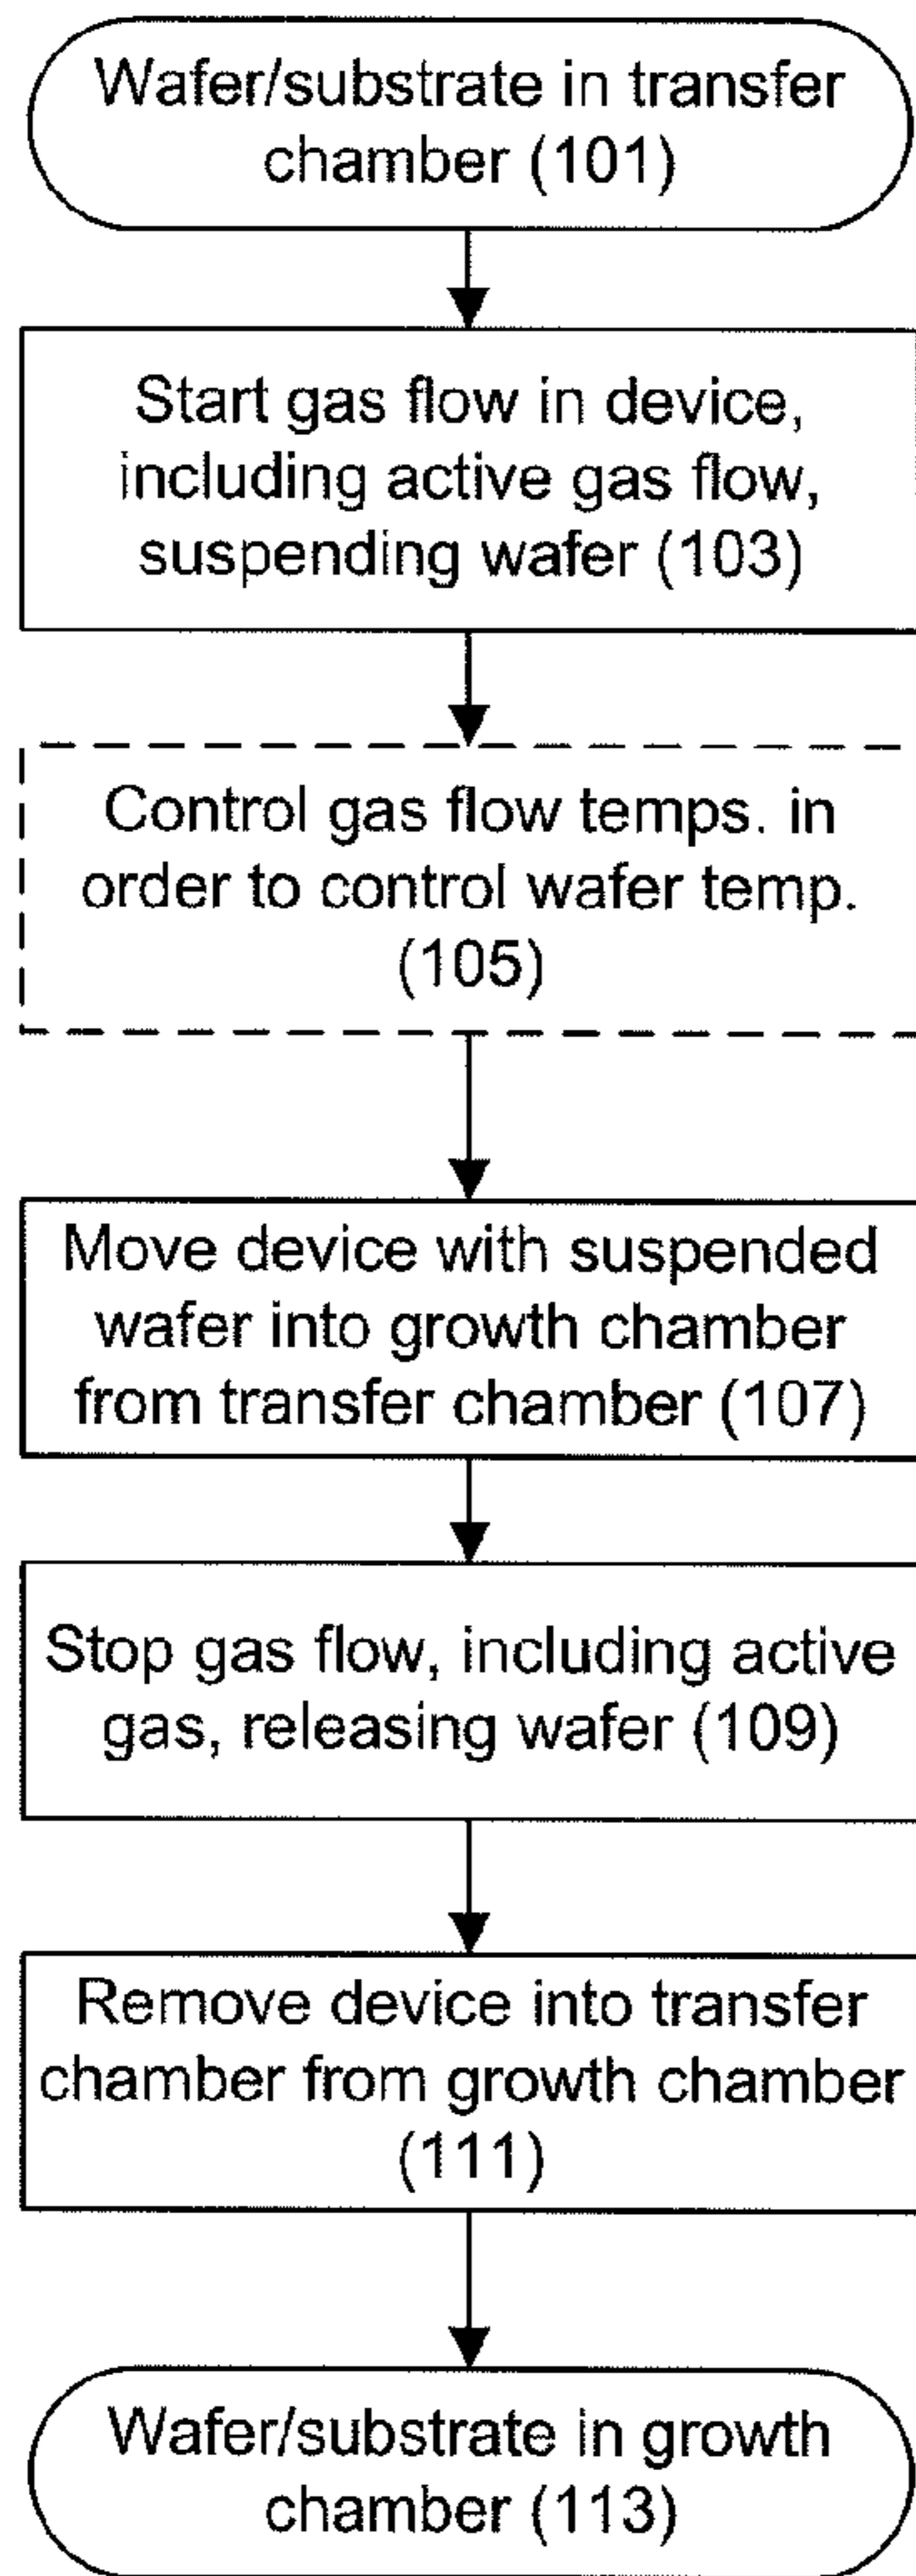 Wafer/substrate in transfer
chamber (101)
Start gas flow in device,
including active gas flow,
suspending wafer (103)
Control gas flow temps. in
order to control wafer temp.
(105)
Move device with suspended
wafer into growth chamber
from transfer chamber (107)
Stop gas flow, including active
gas, releasing wafer (109)
Remove device into transfer
chamber from growth chamber
(111)
Wafer/substrate in growth
chamber (113)